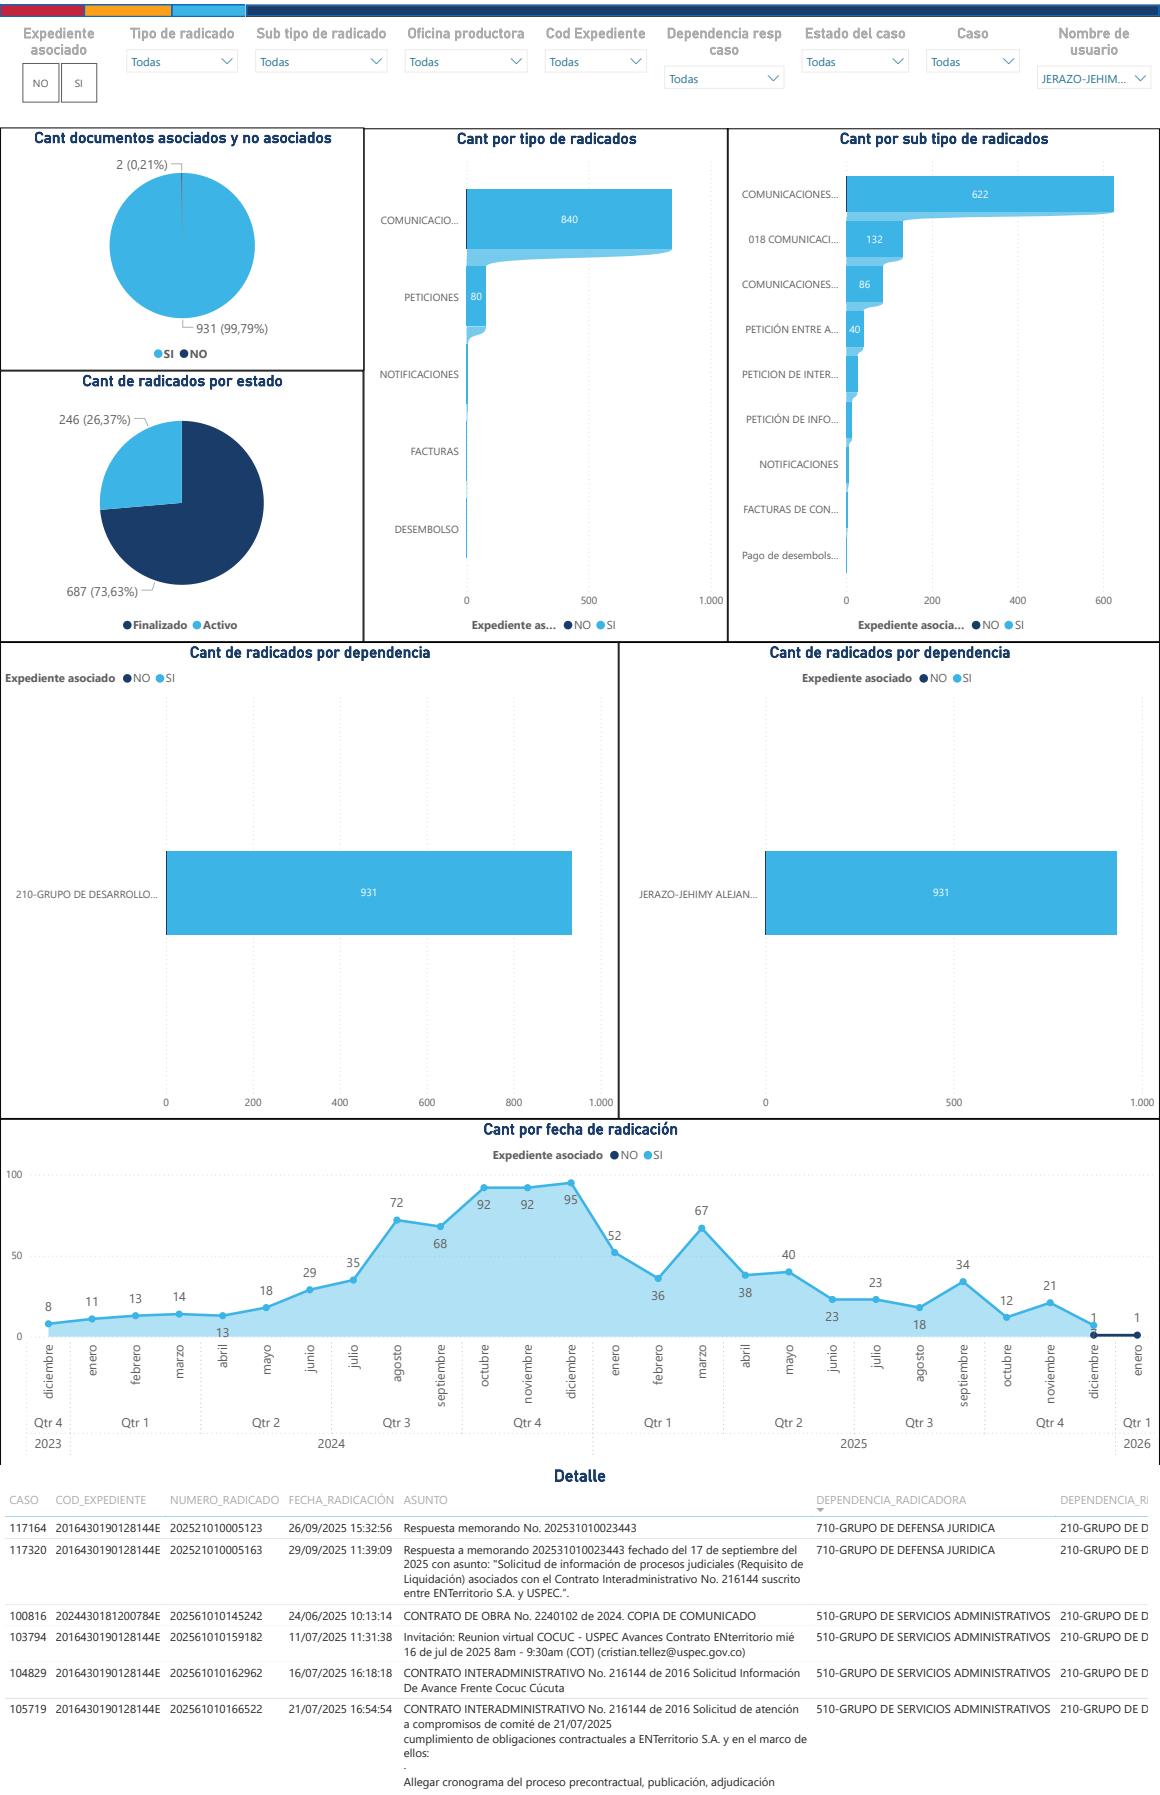 Expediente asociado
NO SI
Tipo de radicado
Todas
Sub tipo de radicado
Todas
Oficina productora
Todas
Cod Expediente
Todas
Dependencia resp caso
Todas
Estado del caso
Todas
Caso
Todas
Nombre de usuario
JERAZO-JEHIM...
Cant documentos asociados y no asociados
2 (0,21%)
931 (99,79%)
SI NO
Cant de radicados por estado
246 (26,37%)
687 (73,63%)
Finalizado Activo
Cant por tipo de radicados
COMUNICACIO... 840
PETICIONES 80
NOTIFICACIONES
FACTURAS
DESEMBOLSO
0 500 1.000
Expediente as... NO SI
Cant por sub tipo de radicados
COMUNICACIONES... 622
018 COMUNICACI... 132
COMUNICACIONES... 86
PETICIÓN ENTRE A... 40
PETICION DE INTER...
PETICIÓN DE INFO...
NOTIFICACIONES
FACTURAS DE CON...
Pago de desembols...
0 200 400 600
Expediente asocia... NO SI
Cant de radicados por dependencia
Expediente asociado NO SI
210-GRUPO DE DESARROLLO... 931
0 200 400 600 800 1.000
Cant de radicados por dependencia
Expediente asociado NO SI
JERAZO-JEHIMY ALEJAN... 931
0 500 1.000
Cant por fecha de radicación
Expediente asociado NO SI
100
50
0
8 11 13 14 13 18 29 35 72 68 92 92 95 52 36 67 38 40 23 23 18 34 12 21 1 1
diciembre enero febrero marzo abril mayo junio julio agosto septiembre octubre noviembre diciembre enero febrero marzo abril mayo junio julio agosto septiembre octubre noviembre diciembre enero
Qtr 4 Qtr 1 Qtr 2 Qtr 3 Qtr 4 Qtr 1 Qtr 2 Qtr 3 Qtr 4 Qtr 1
2023 2024 2025 2026
Detalle
CASO COD_EXPEDIENTE NUMERO_RADICADO FECHA_RADICACIÓN ASUNTO DEPENDENCIA_RADICADORA DEPENDENCIA_RE
117164 2016430190128144E 202521010005123 26/09/2025 15:32:56 Respuesta memorando No. 202531010023443 710-GRUPO DE DEFENSA JURIDICA 210-GRUPO DE D
117320 2016430190128144E 202521010005163 29/09/2025 11:39:09 Respuesta a memorando 202531010023443 fechado del 17 de septiembre del 710-GRUPO DE DEFENSA JURIDICA 210-GRUPO DE D
2025 con asunto: "Solicitud de información de procesos judiciales (Requisito de
Liquidación) asociados con el Contrato Interadministrativo No. 216144 suscrito
entre ENTerritorio S.A. y USPEC.".
100816 2024430181200784E 202561010145242 24/06/2025 10:13:14 CONTRATO DE OBRA No. 2240102 de 2024. COPIA DE COMUNICADO 510-GRUPO DE SERVICIOS ADMINISTRATIVOS 210-GRUPO DE D
103794 2016430190128144E 202561010159182 11/07/2025 11:31:38 Invitación: Reunion virtual COCUC - USPEC Avances Contrato ENterritorio mié 510-GRUPO DE SERVICIOS ADMINISTRATIVOS 210-GRUPO DE D
16 de jul de 2025 8am - 9:30am (COT) (cristian.tellez@uspec.gov.co)
104829 2016430190128144E 202561010162962 16/07/2025 16:18:18 CONTRATO INTERADMINISTRATIVO No. 216144 de 2016 Solicitud Información 510-GRUPO DE SERVICIOS ADMINISTRATIVOS 210-GRUPO DE D
De Avance Frente Cocuc Cúcuta
105719 2016430190128144E 202561010166522 21/07/2025 16:54:54 CONTRATO INTERADMINISTRATIVO No. 216144 de 2016 Solicitud de atención 510-GRUPO DE SERVICIOS ADMINISTRATIVOS 210-GRUPO DE D
a compromisos de comité de 21/07/2025
cumplimiento de obligaciones contractuales a ENTerritorio S.A. y en el marco de
ellos:
.
Allegar cronograma del proceso precontractual, publicación, adjudicación